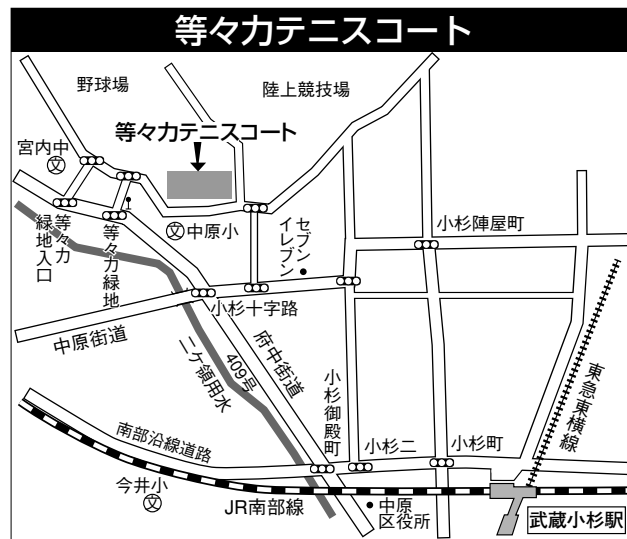 等々力テニスコート
野球場
陸上競技場
等々力テニスコート
宮内中
文
等々力
緑地入口
等々力緑地
文中原小
セブン
イレブン
小杉陣屋町
小杉十字路
中原街道
二ケ領用水
409号
府中街道
小杉御殿町
東急東横線
南部沿線道路
小杉二
小杉町
今井小
文
JR南部線
中原
区役所
武蔵小杉駅